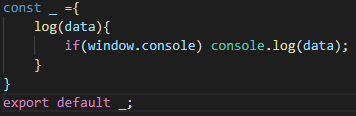 const _ ={
    log(data){
        if(window.console) console.log(data);
    }
}
export default _;